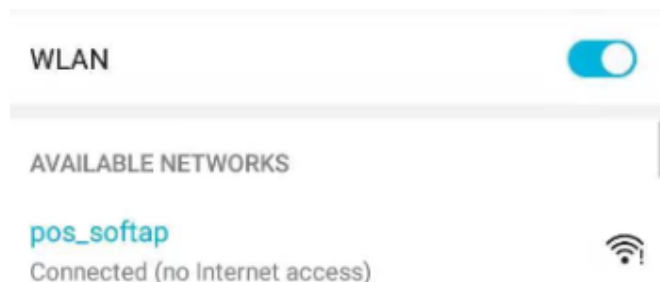 WLAN
AVAILABLE NETWORKS
pos_softap
Connected (no Internet access)